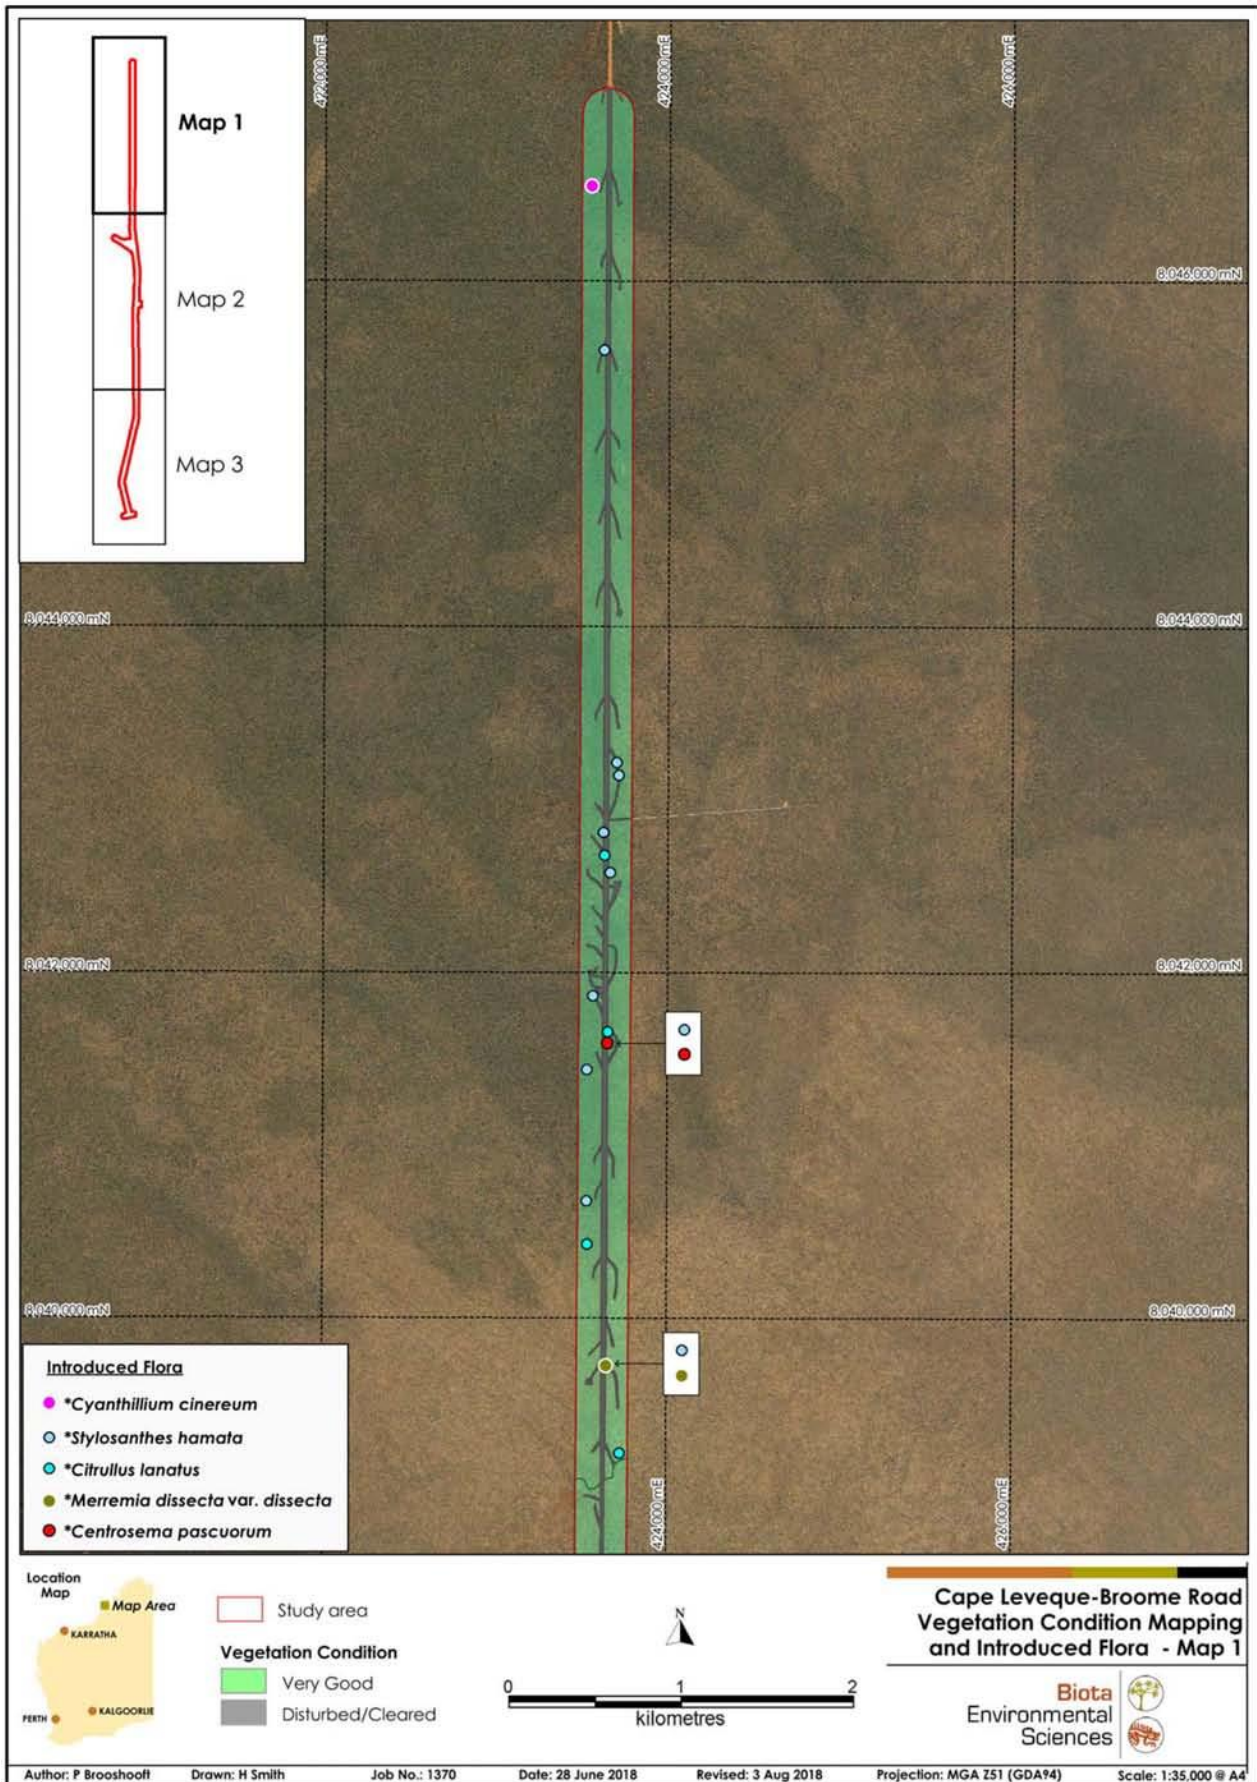 Map 1
Map 2
Map 3
422,000 mE
424,000 mE
426,000 mE
8,046,000 mN
8,044,000 mN
8,044,000 mN
8,042,000 mN
8,042,000 mN
8,040,000 mN
8,040,000 mN
424,000 mE
426,000 mE
Introduced Flora
*Cyanthillium cinereum
*Stylosanthes hamata
*Citrullus lanatus
*Merremia dissecta var. dissecta
*Centrosema pascuorum
Location
Map
Map Area
KARRATHA
PERTH
KALGOORLIE
Study area
Vegetation Condition
Very Good
Disturbed/Cleared
N
0 1 2
kilometres
Cape Leveque-Broome Road
Vegetation Condition Mapping
and Introduced Flora - Map 1
Biota
Environmental
Sciences
Author: P Brooshooft Drawn: H Smith Job No.: 1370 Date: 28 June 2018 Revised: 3 Aug 2018 Projection: MGA Z51 (GDA94) Scale: 1:35,000 @ A4